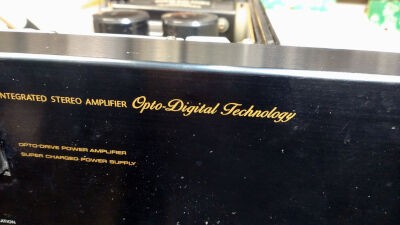 INTEGRATED STEREO AMPLIFIER Opto-Digital Technology
OPTO-DRIVE POWER AMPLIFIER
SUPER CHARGED POWER SUPPLY